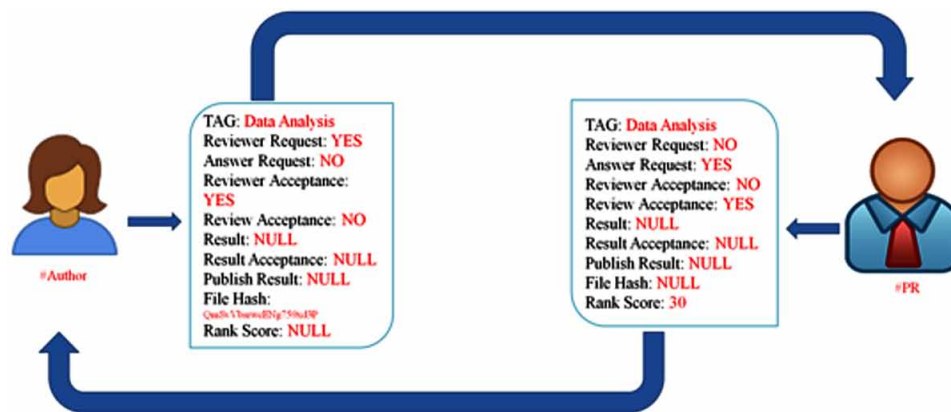 TAG: Data Analysis
Reviewer Request: YES
Answer Request: NO
Reviewer Acceptance:
YES
Review Acceptance: NO
Result: NULL
Result Acceptance: NULL
Publish Result: NULL
File Hash:
Rank Score: NULL
#Author
TAG: Data Analysis
Reviewer Request: NO
Answer Request: YES
Reviewer Acceptance: NO
Review Acceptance: YES
Result: NULL
Result Acceptance: NULL
Publish Result: NULL
File Hash: NULL
Rank Score: 30
#PR